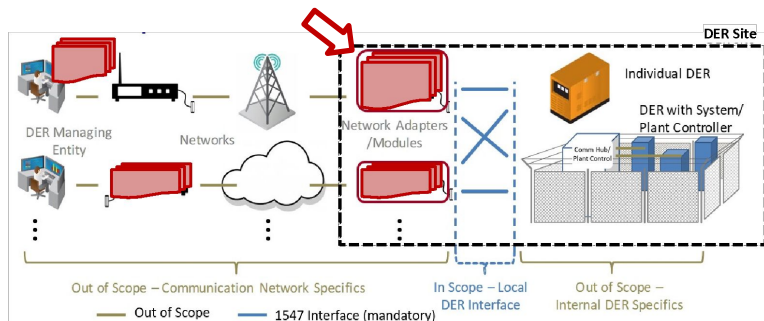 DER Site
Individual DER
DER with System/
Plant Controller
DER Managing
Entity
Networks
Network Adapters
/Modules
Comm Hub/
Plant Control
Out of Scope – Communication Network Specifics
In Scope – Local
DER Interface
Out of Scope –
Internal DER Specifics
Out of Scope
1547 Interface (mandatory)